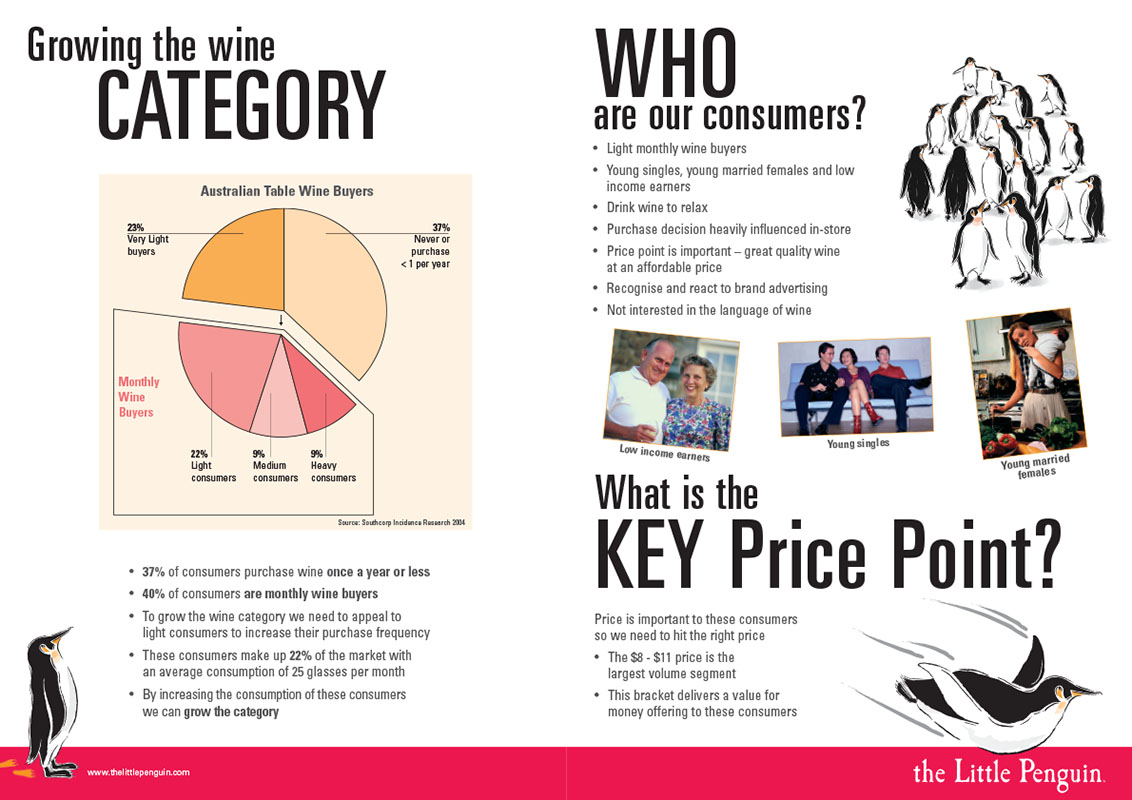 Growing the wine
CATEGORY
Australian Table Wine Buyers
23%
Very Light
buyers
37%
Never or
purchase
< 1 per year
Monthly
Wine
Buyers
22%
Light
consumers
9%
Medium
consumers
9%
Heavy
consumers
Source: Southcorp Incidence Research 2004
• 37% of consumers purchase wine once a year or less
• 40% of consumers are monthly wine buyers
• To grow the wine category we need to appeal to
light consumers to increase their purchase frequency
• These consumers make up 22% of the market with
an average consumption of 25 glasses per month
• By increasing the consumption of these consumers
we can grow the category
www.thelittlepenguin.com
WHO
are our consumers?
• Light monthly wine buyers
• Young singles, young married females and low
income earners
• Drink wine to relax
• Purchase decision heavily influenced in-store
• Price point is important – great quality wine
at an affordable price
• Recognise and react to brand advertising
• Not interested in the language of wine
Low income earners
Young singles
Young married
females
What is the
KEY Price Point?
Price is important to these consumers
so we need to hit the right price
• The $8 - $11 price is the
largest volume segment
• This bracket delivers a value for
money offering to these consumers
the Little Penguin